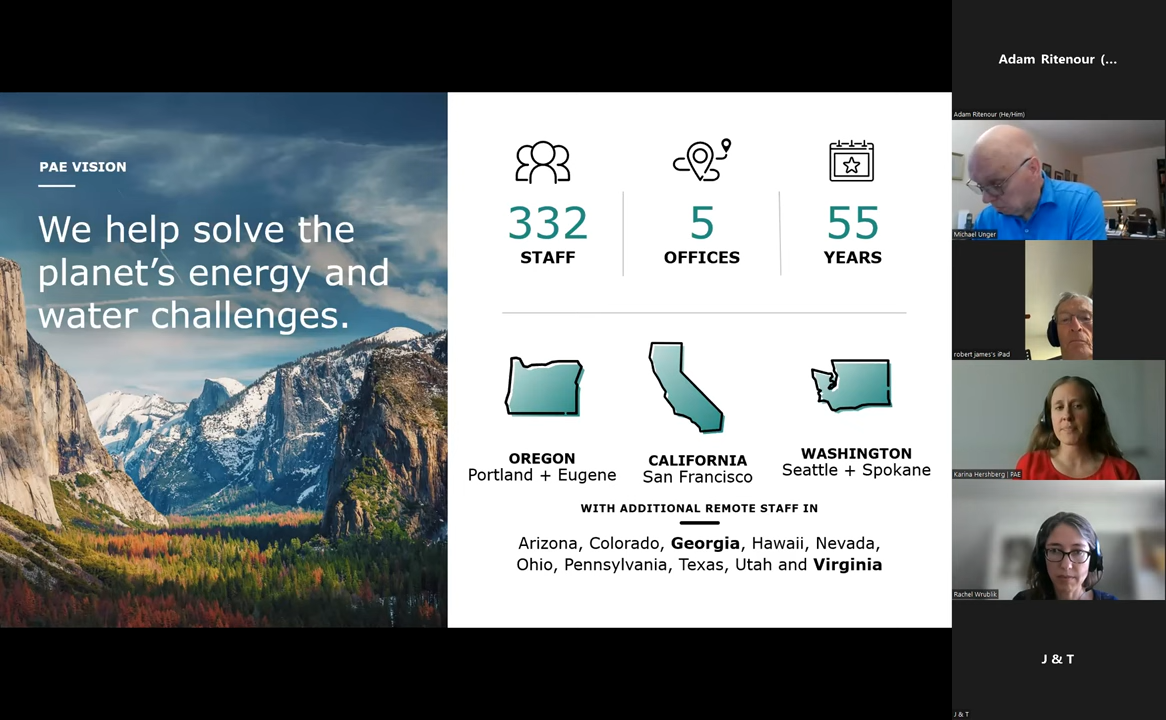 PAE VISION
We help solve the
planet’s energy and
water challenges.
332
STAFF
5
OFFICES
55
YEARS
OREGON
Portland + Eugene
CALIFORNIA
San Francisco
WASHINGTON
Seattle + Spokane
WITH ADDITIONAL REMOTE STAFF IN
Arizona, Colorado, Georgia, Hawaii, Nevada,
Ohio, Pennsylvania, Texas, Utah and Virginia
Adam Ritenour (...
Adam Ritenour (He/Him)
Michael Unger
robert james's iPad
Karina Hershberg | PAE
Rachel Wrublik
J & T
J & T